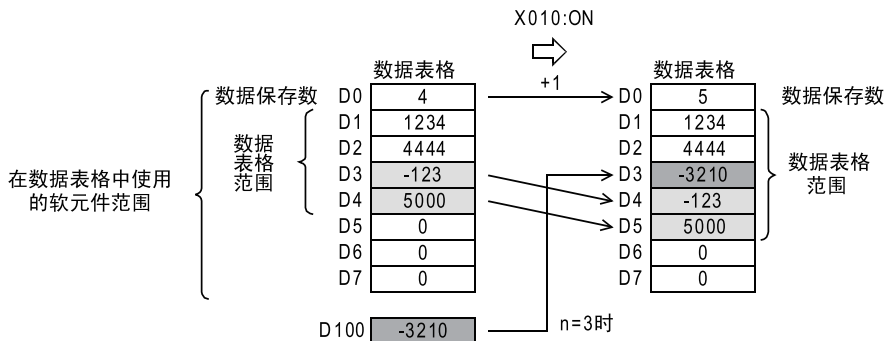 X010:ON
数据表格
数据保存数
D0 4
D1 1234
D2 4444
D3 -123
D4 5000
D5 0
D6 0
D7 0
数据
表格
范围
在数据表格中使用
的软元件范围
D100 -3210
+1
n=3时
数据表格
D0 5
D1 1234
D2 4444
D3 -3210
D4 -123
D5 5000
D6 0
D7 0
数据保存数
数据表格
范围